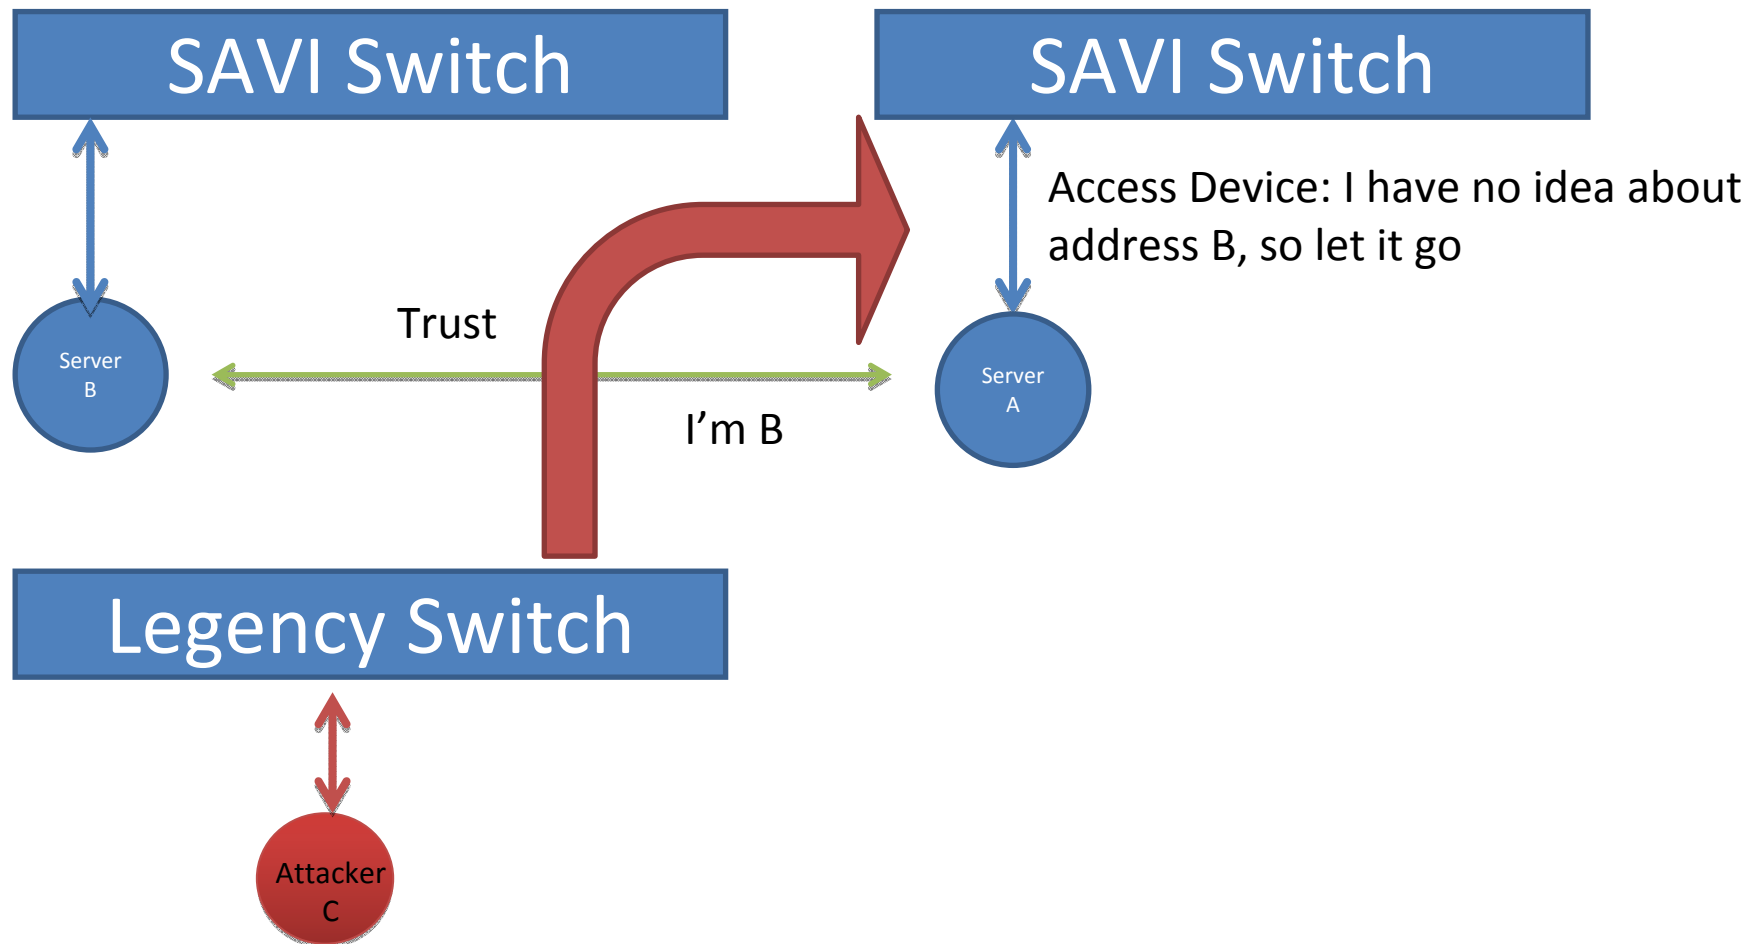 SAVI Switch
SAVI Switch
Access Device: I have no idea about
address B, so let it go
Trust
Server
B
Server
A
I’m B
Legency Switch
Attacker
C